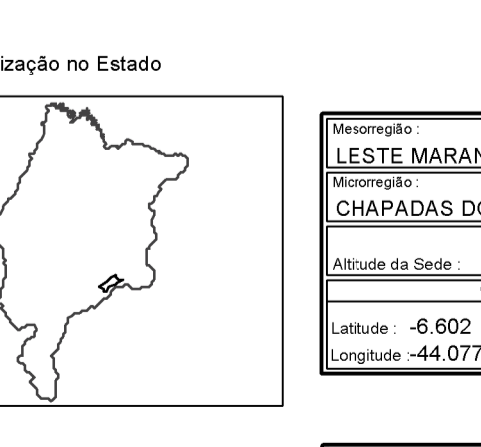 ização no Estado
Mesorregião :
LESTE MARAN
Microrregião :
CHAPADAS DO
Altitude da Sede :
Latitude : -6.602
Longitude :-44.077